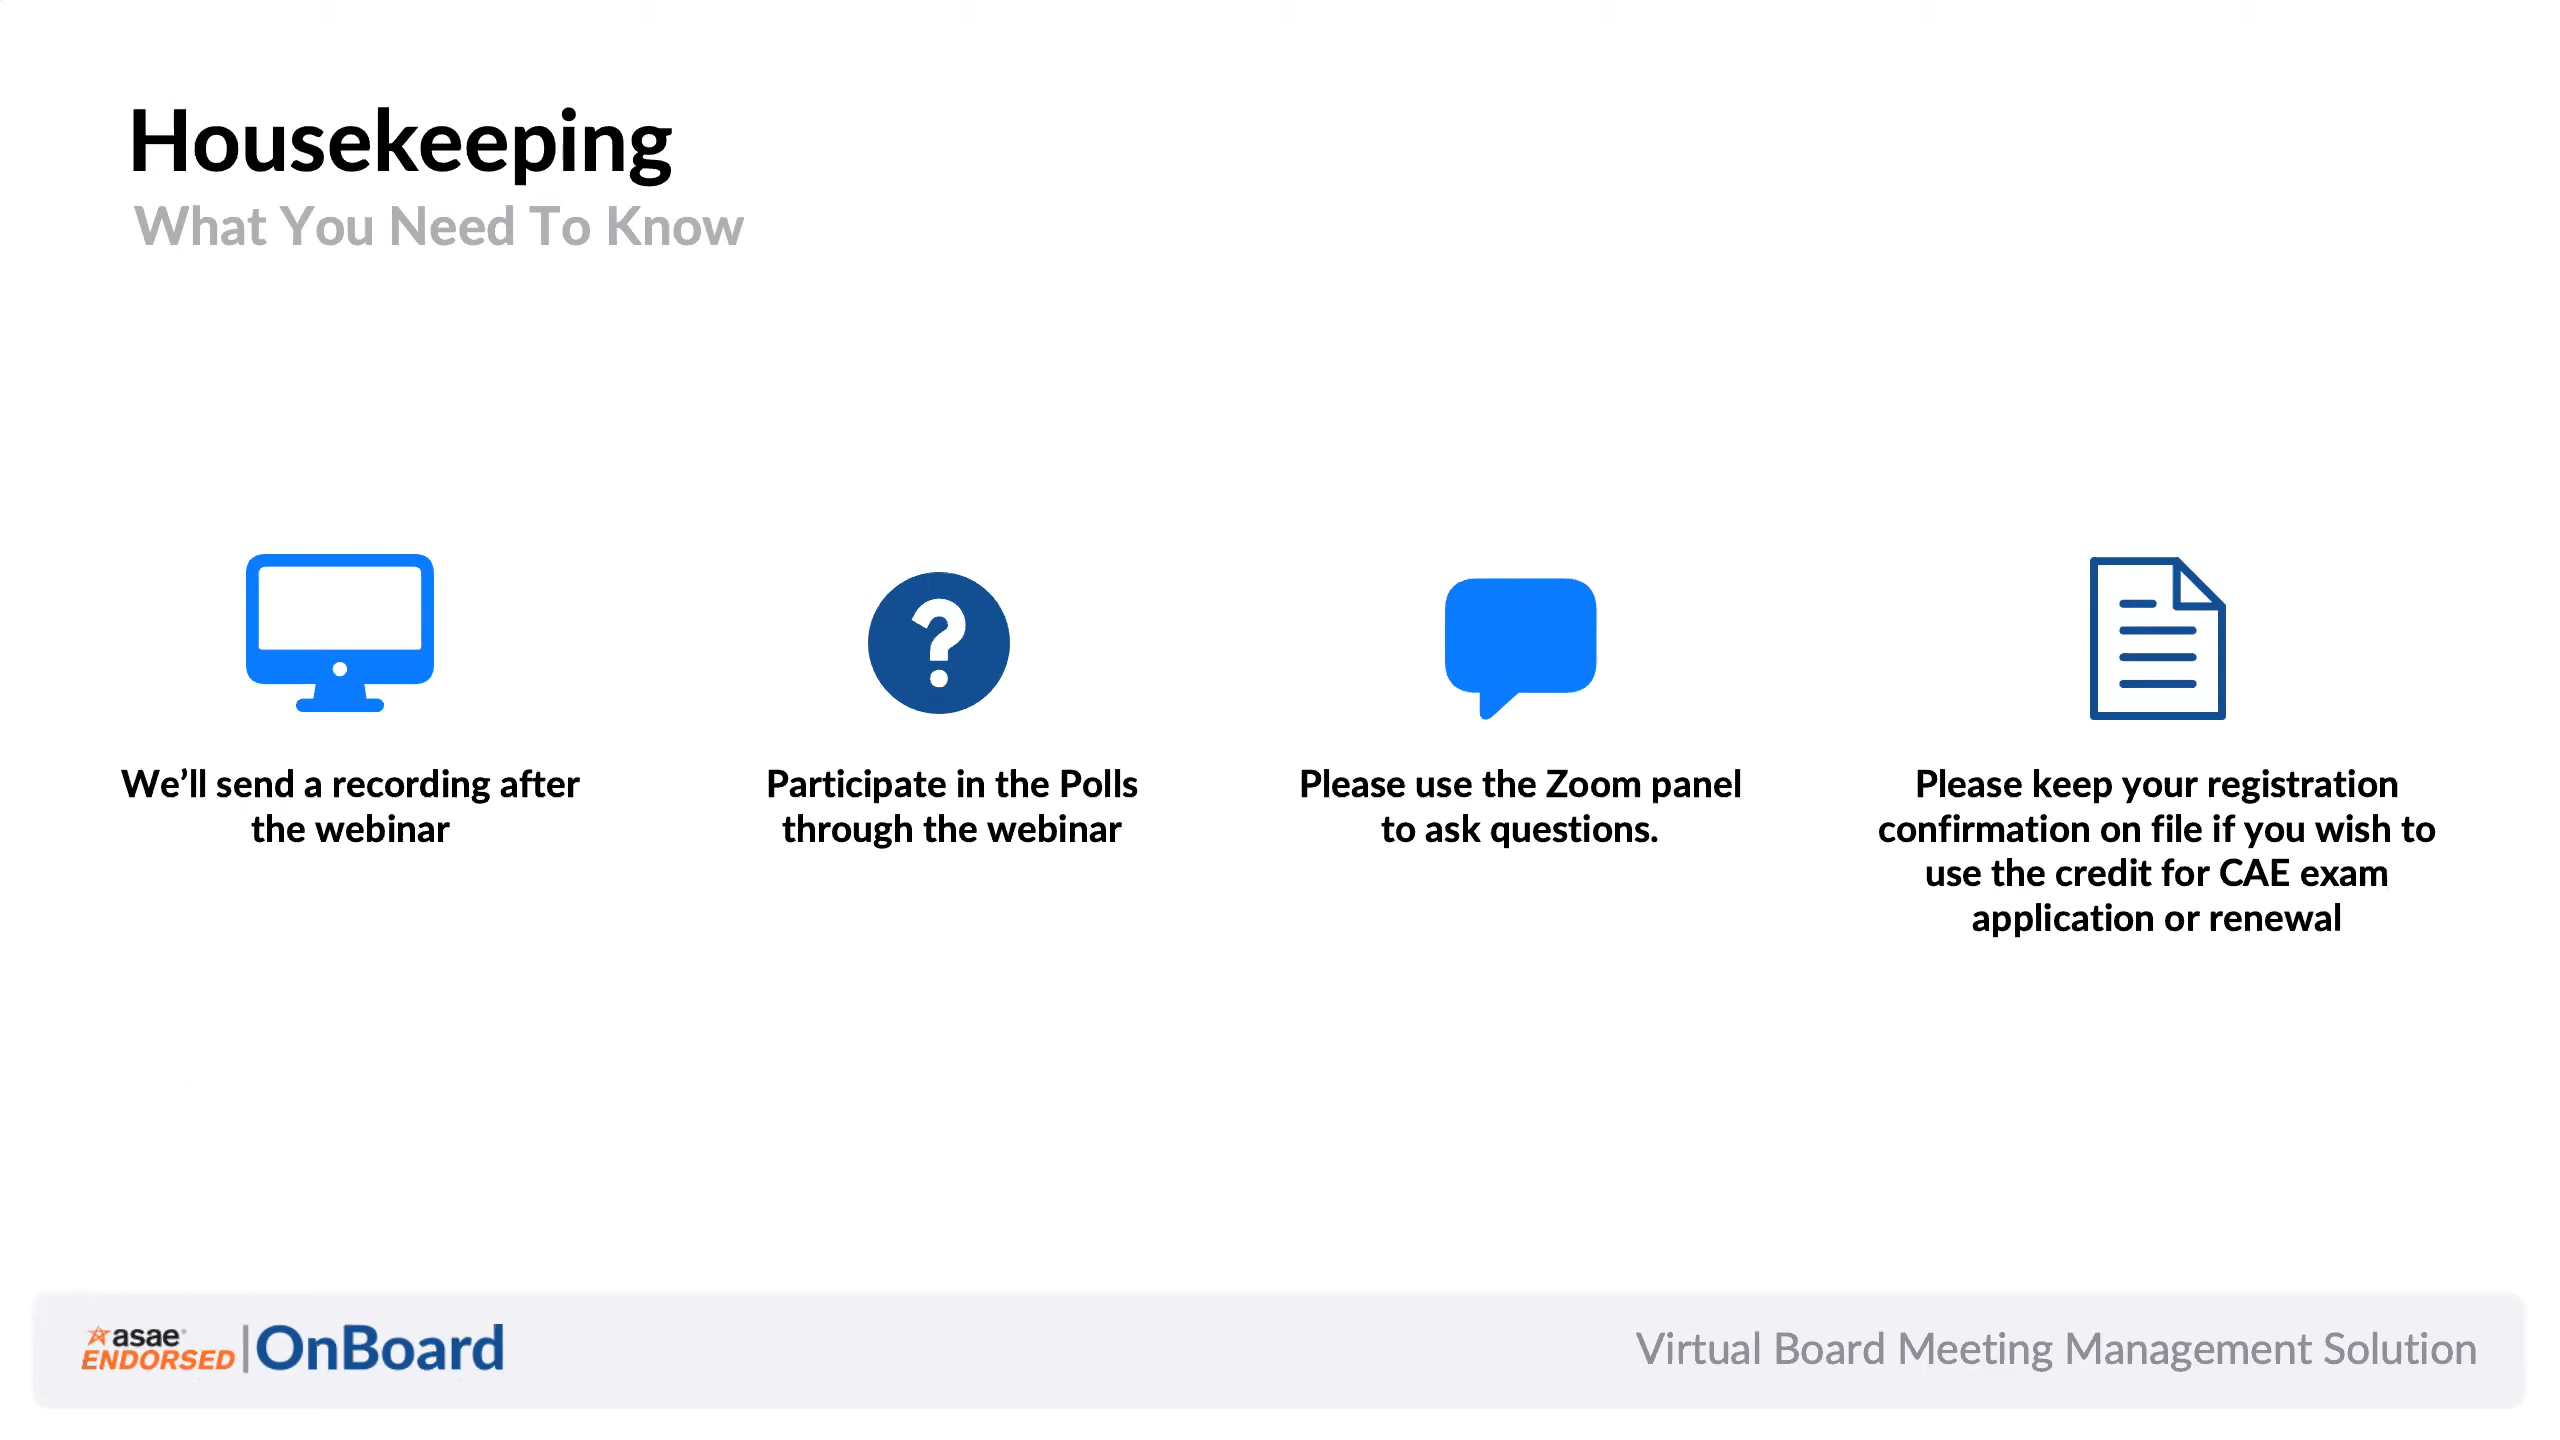 Housekeeping
What You Need To Know
We’ll send a recording after
the webinar
Participate in the Polls
through the webinar
Please use the Zoom panel
to ask questions.
Please keep your registration
confirmation on file if you wish to
use the credit for CAE exam
application or renewal
asae
ENDORSED
OnBoard
Virtual Board Meeting Management Solution